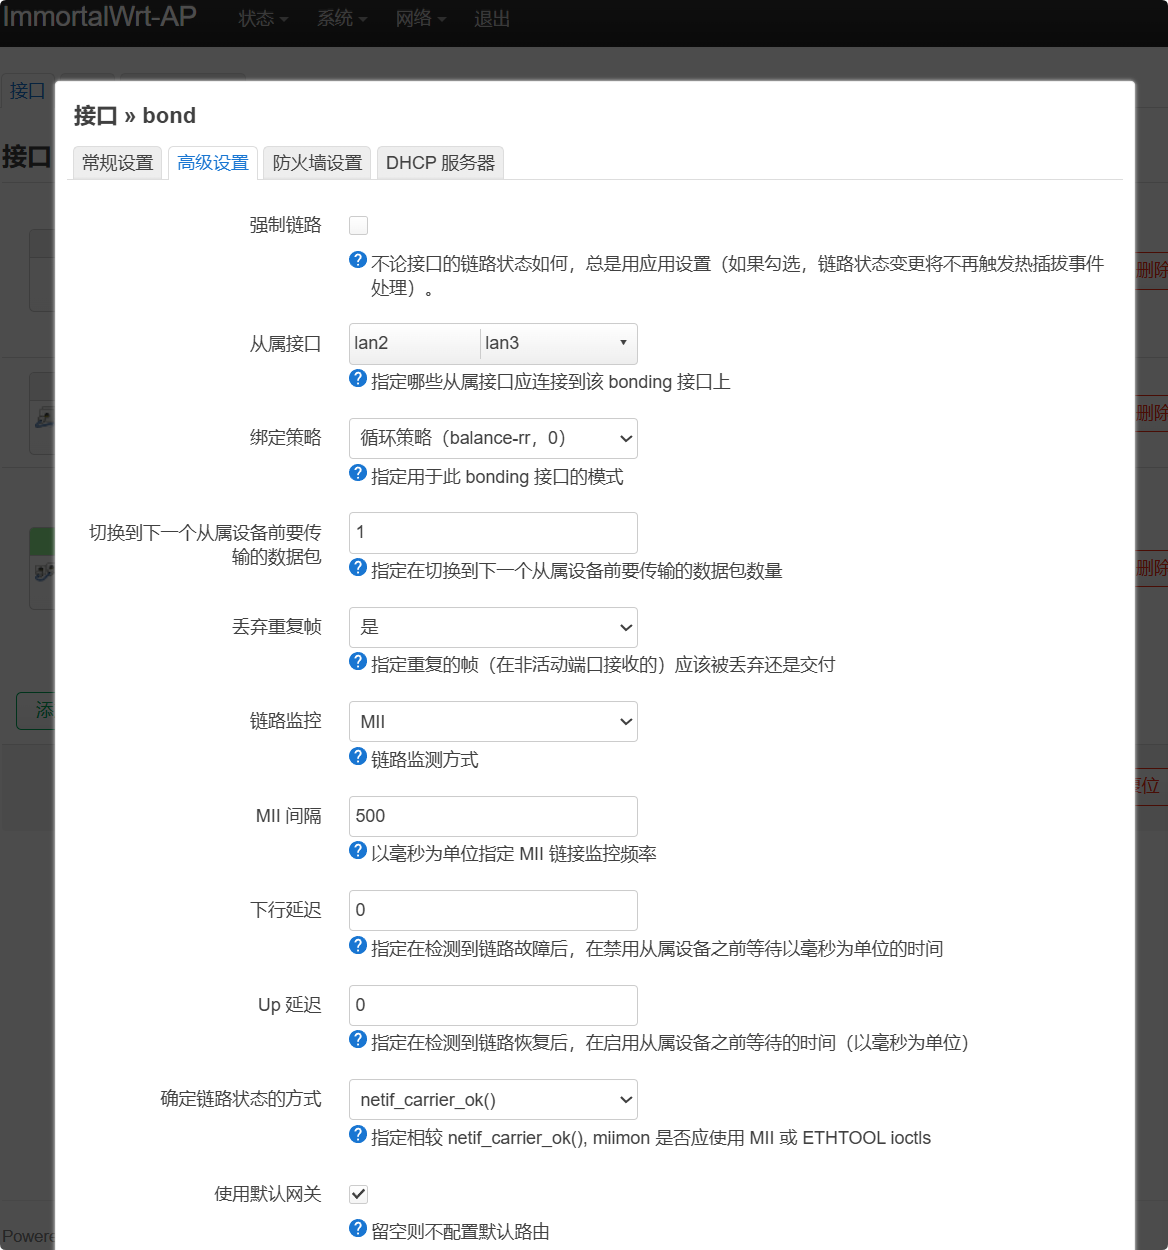 ImmortalWrt-AP 状态 系统 网络 退出
接口
接口
接口 » bond
常规设置 高级设置 防火墙设置 DHCP 服务器
强制链路
不论接口的链路状态如何，总是用应用设置（如果勾选，链路状态变更将不再触发热插拔事件
处理）。
从属接口 lan2 lan3
指定哪些从属接口应连接到该 bonding 接口上
绑定策略 循环策略（balance-rr，0）
指定用于此 bonding 接口的模式
切换到下一个从属设备前要传 1
输的数据包
指定在切换到下一个从属设备前要传输的数据包数量
丢弃重复帧 是
指定重复的帧（在非活动端口接收的）应该被丢弃还是交付
链路监控 MII
链路监测方式
MII 间隔 500
以毫秒为单位指定 MII 链接监控频率
下行延迟 0
指定在检测到链路故障后，在禁用从属设备之前等待以毫秒为单位的时间
Up 延迟 0
指定在检测到链路恢复后，在启用从属设备之前等待的时间（以毫秒为单位）
确定链路状态的方式 netif_carrier_ok()
指定相较 netif_carrier_ok(), miimon 是否应使用 MII 或 ETHTOOL ioctls
使用默认网关
留空则不配置默认路由
删除
删除
删除
添
复位
Powere